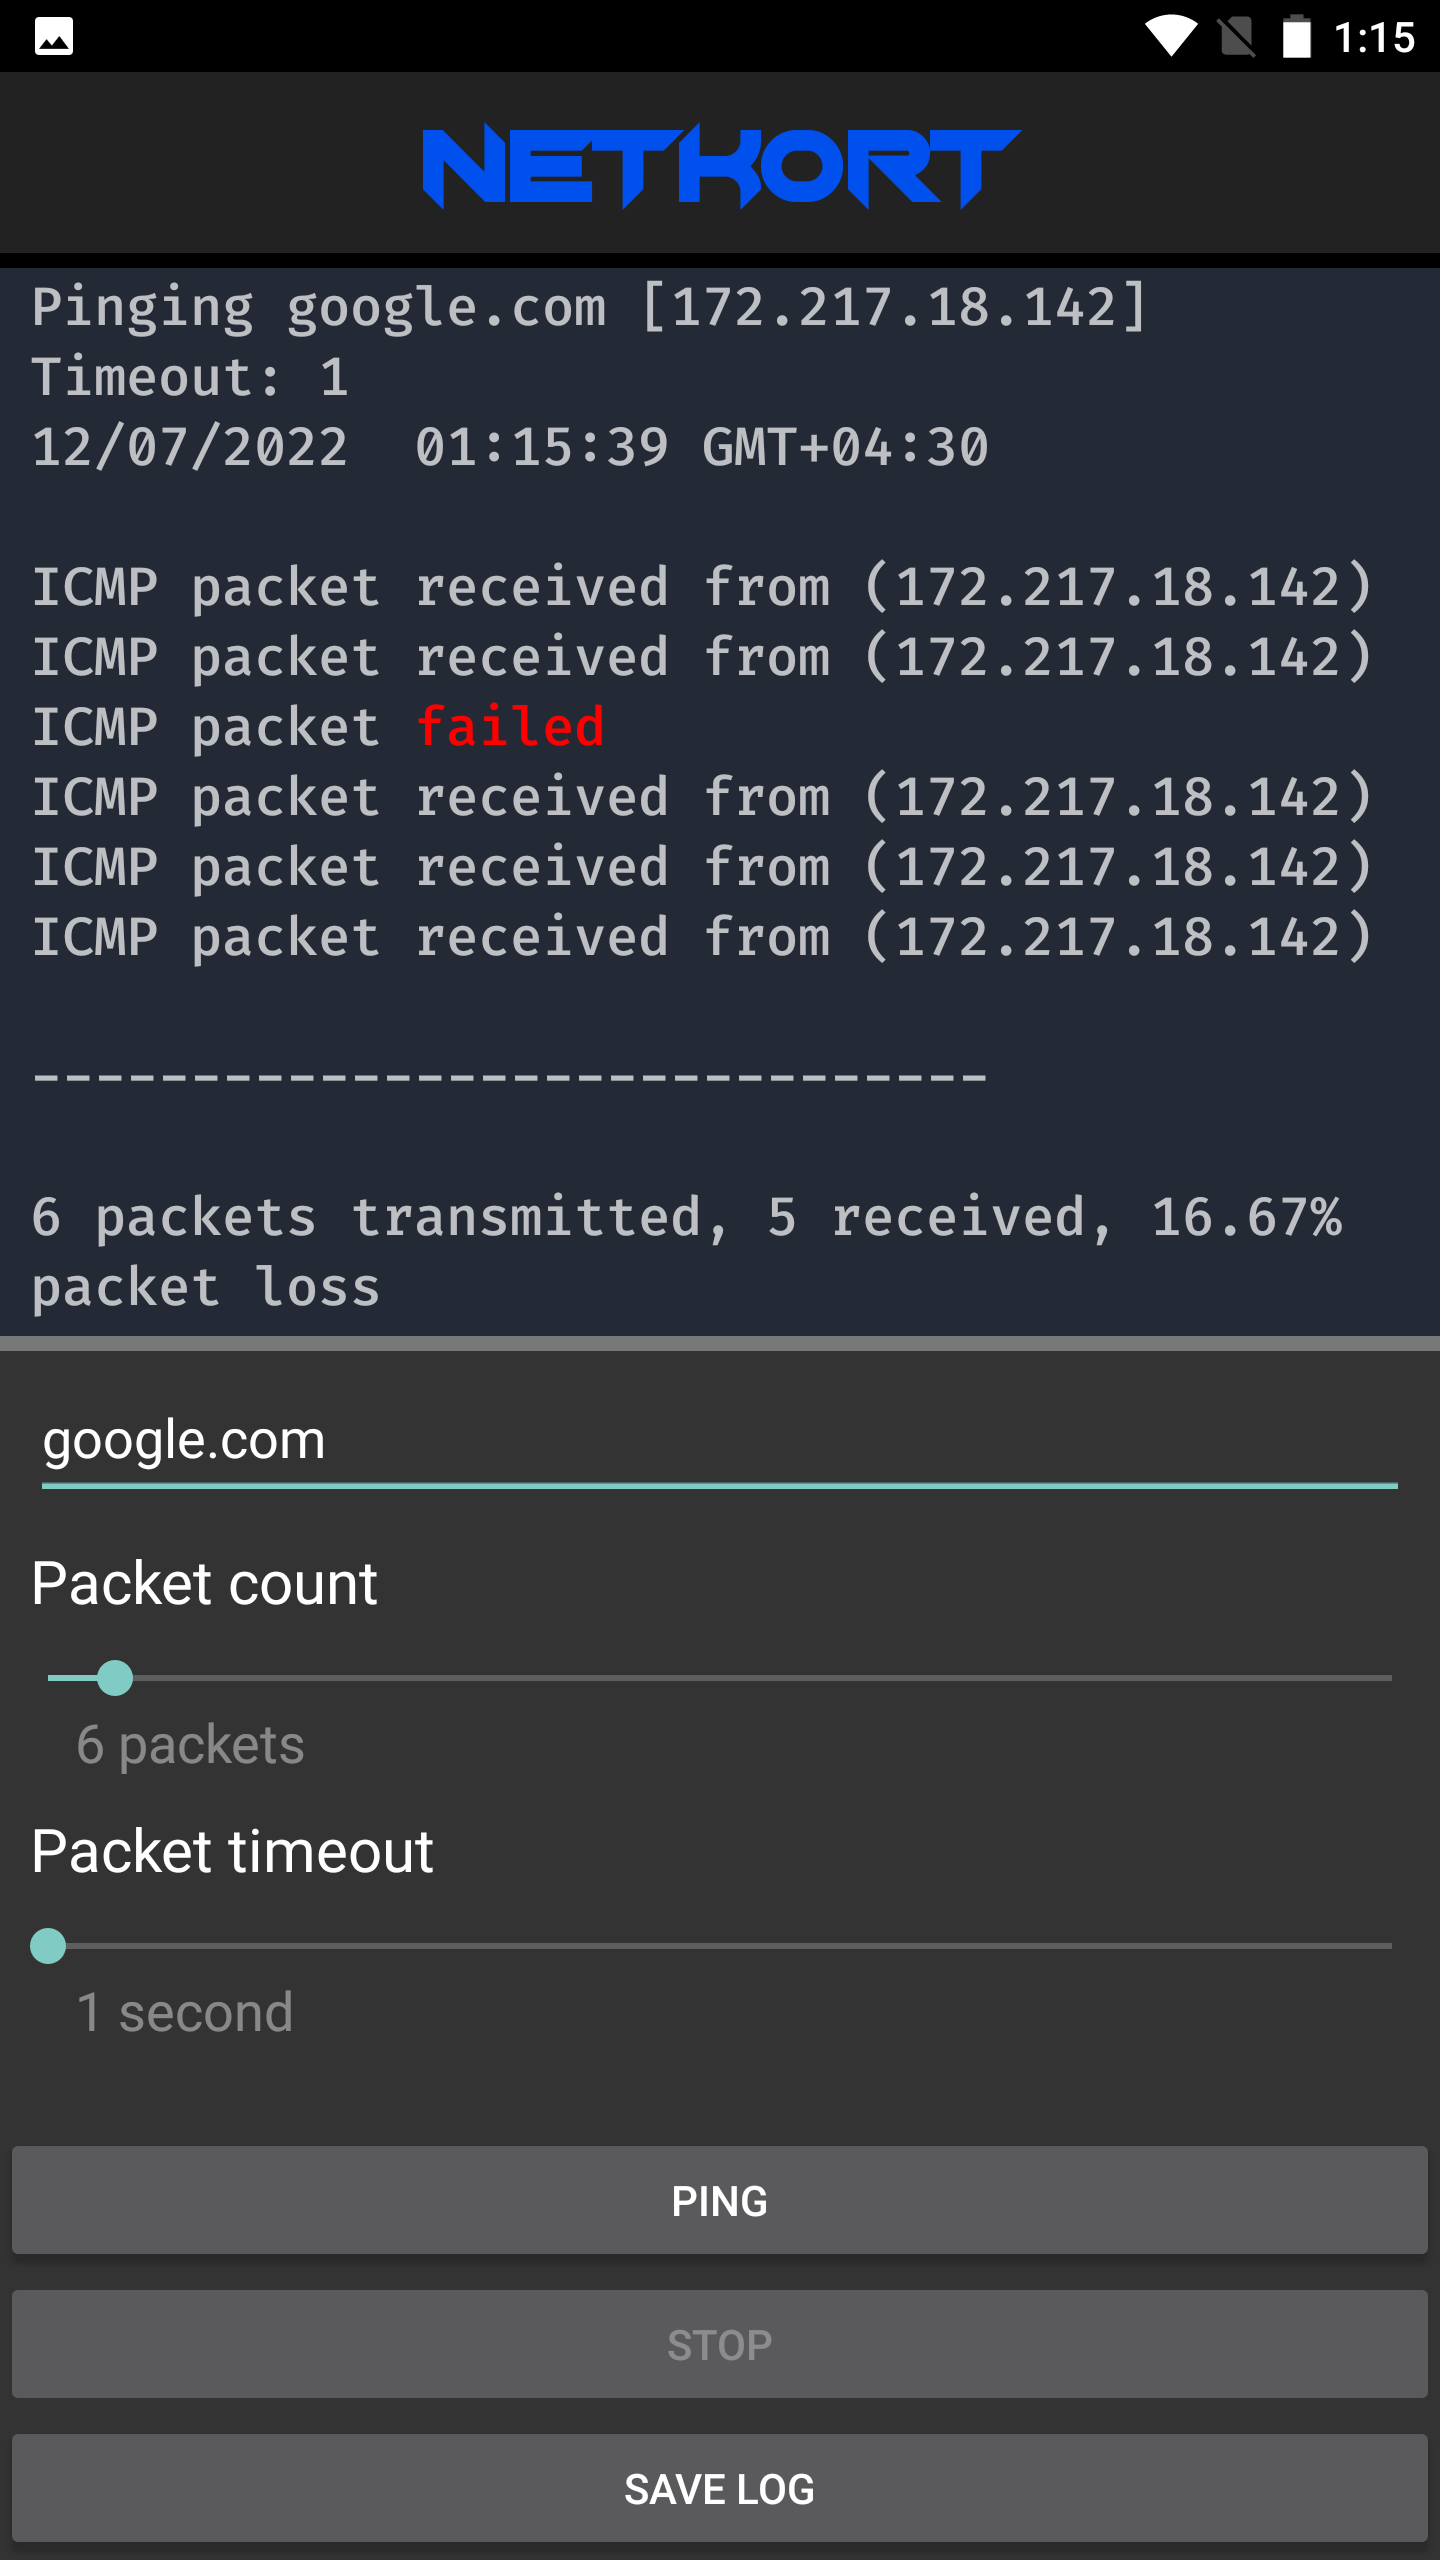 1:15
NETKORT
Pinging google.com [172.217.18.142]
Timeout: 1
12/07/2022  01:15:39 GMT+04:30
ICMP packet received from (172.217.18.142)
ICMP packet received from (172.217.18.142)
ICMP packet failed
ICMP packet received from (172.217.18.142)
ICMP packet received from (172.217.18.142)
ICMP packet received from (172.217.18.142)
------------------------------
6 packets transmitted, 5 received, 16.67%
packet loss
google.com
Packet count
6 packets
Packet timeout
1 second
PING
STOP
SAVE LOG